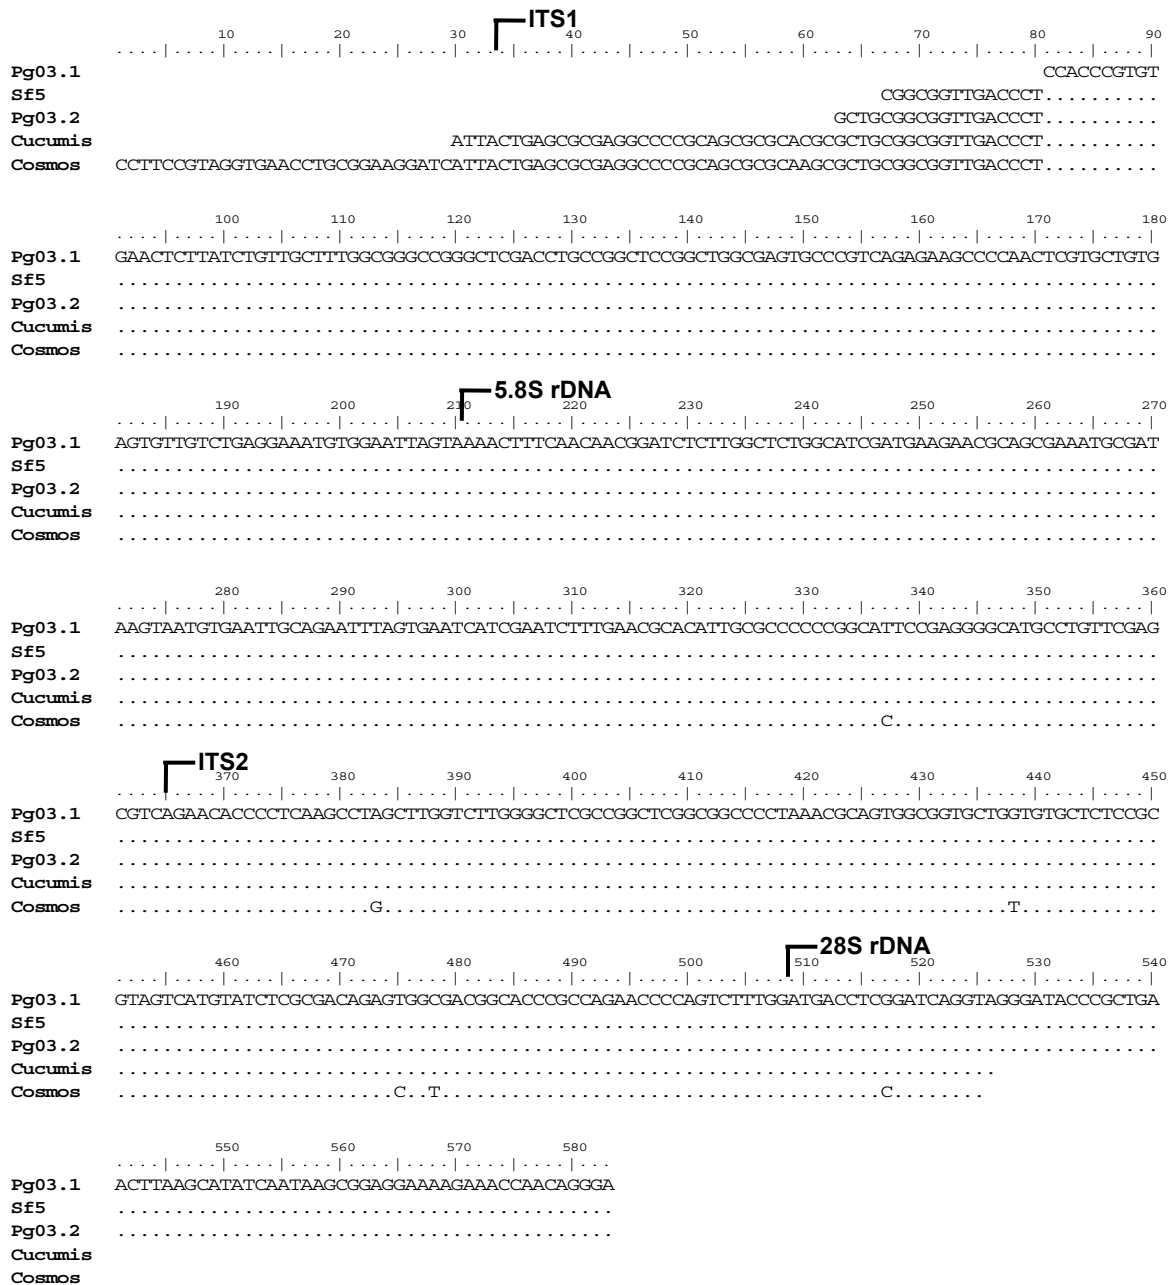 ITS1
10 20 30 40 50 60 70 80 90
....|....|....|....|....|....|....|....|....|....|....|....|....|....|....|....|....|....|
Pg03.1 CCACCCGTGT
Sf5 CGGCGGTTGACCCT..........
Pg03.2 GCTGCGGCGGTTGACCCT..........
Cucumis ATTACTGAGCGCGAGGCCCCGCAGCGCGCACGCGCTGCGGCGGTTGACCCT..........
Cosmos CCTTCCGTAGGTGAACCTGCGGAAGGATCATTACTGAGCGCGAGGCCCCGCAGCGCGCAAGCGCTGCGGCGGTTGACCCT..........
100 110 120 130 140 150 160 170 180
....|....|....|....|....|....|....|....|....|....|....|....|....|....|....|....|....|....|
Pg03.1 GAACTCTTATCTGTTGCTTTGGCGGGCCGGGCTCGACCTGCCGGCTCCGGCTGGCGAGTGCCCGTCAGAGAAGCCCCAACTCGTGCTGTG
Sf5 ..........................................................................................
Pg03.2 ..........................................................................................
Cucumis ..........................................................................................
Cosmos ..........................................................................................
5.8S rDNA
190 200 210 220 230 240 250 260 270
....|....|....|....|....|....|....|....|....|....|....|....|....|....|....|....|....|....|
Pg03.1 AGTGTTGTCTGAGGAAATGTGGAATTAGTAAAACTTTCAACAACGGATCTCTTGGCTCTGGCATCGATGAAGAACGCAGCGAAATGCGAT
Sf5 ..........................................................................................
Pg03.2 ..........................................................................................
Cucumis ..........................................................................................
Cosmos ..........................................................................................
280 290 300 310 320 330 340 350 360
....|....|....|....|....|....|....|....|....|....|....|....|....|....|....|....|....|....|
Pg03.1 AAGTAATGTGAATTGCAGAATTTAGTGAATCATCGAATCTTTGAACGCACATTGCGCCCCCCGGCATTCCGAGGGGCATGCCTGTTCGAG
Sf5 ..........................................................................................
Pg03.2 ..........................................................................................
Cucumis ..........................................................................................
Cosmos ..................................................................C.......................
ITS2
370 380 390 400 410 420 430 440 450
....|....|....|....|....|....|....|....|....|....|....|....|....|....|....|....|....|....|
Pg03.1 CGTCAGAACACCCCTCAAGCCTAGCTTGGTCTTGGGGCTCGCCGGCTCGGCGGCCCCTAAACGCAGTGGCGGTGCTGGTGTGCTCTCCGC
Sf5 ..........................................................................................
Pg03.2 ..........................................................................................
Cucumis ..........................................................................................
Cosmos ......................G......................................................T............
28S rDNA
460 470 480 490 500 510 520 530 540
....|....|....|....|....|....|....|....|....|....|....|....|....|....|....|....|....|....|
Pg03.1 GTAGTCATGTATCTCGCGACAGAGTGGCGACGGCACCCGCCAGAACCCCAGTCTTTGGATGACCTCGGATCAGGTAGGGATACCCGCTGA
Sf5 ..........................................................................................
Pg03.2 ..........................................................................................
Cucumis ............................................................................
Cosmos ........................C..T......................................C........
550 560 570 580
....|....|....|....|....|....|....|....|...
Pg03.1 ACTTAAGCATATCAATAAGCGGAGGAAAAGAAACCAACAGGGA
Sf5 ...........................................
Pg03.2 ...........................................
Cucumis
Cosmos